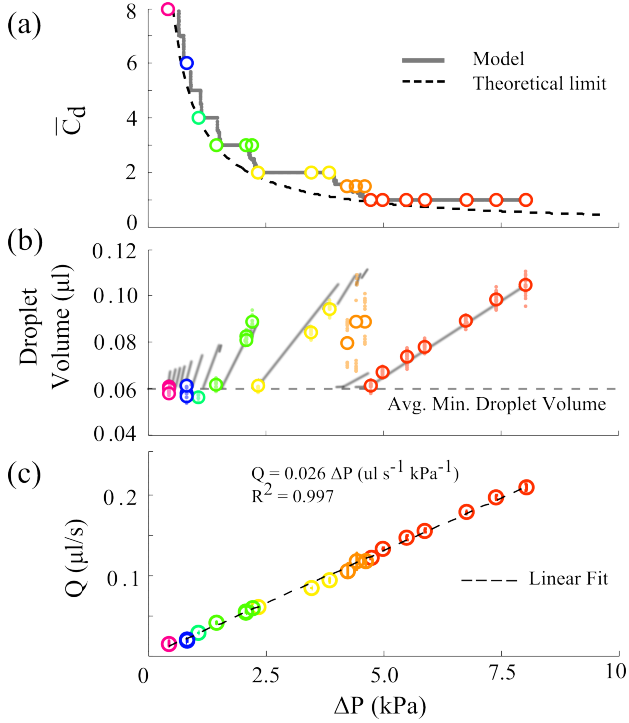 (a)
8
6
4
2
0
C̅d
Model
Theoretical limit
(b)
0.12
0.10
0.08
0.06
0.04
Droplet
Volume (µl)
Avg. Min. Droplet Volume
(c)
Q = 0.026 ΔP (ul s⁻¹ kPa⁻¹)
R² = 0.997
0.2
0.1
Q (µl/s)
Linear Fit
0 2.5 5.0 7.5 10
ΔP (kPa)